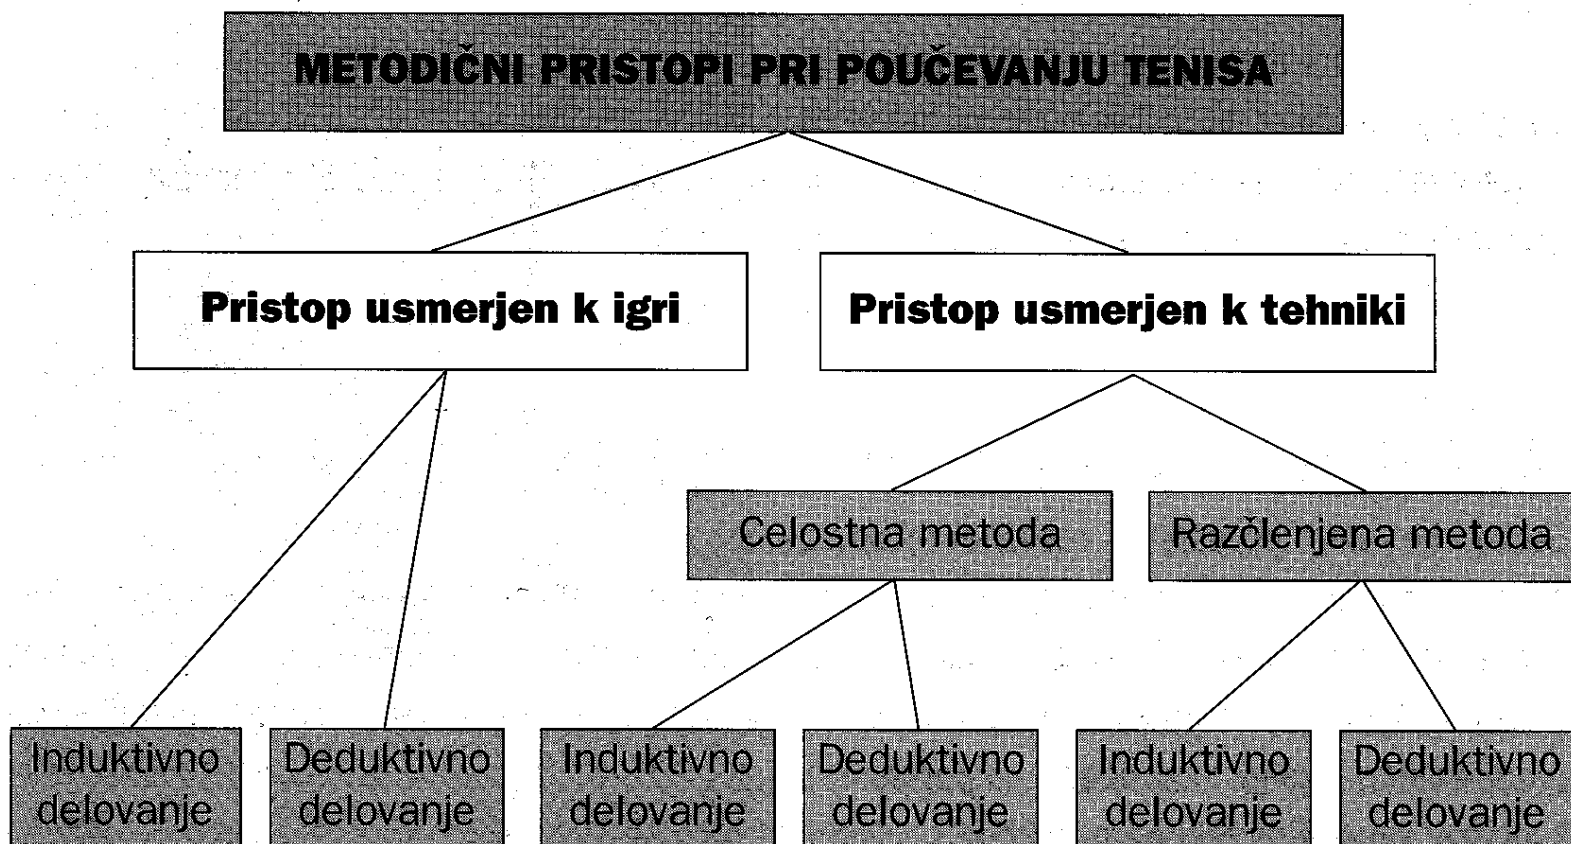 METODIČNI PRISTOPI PRI POUČEVANJU TENISA
Pristop usmerjen k igri
Pristop usmerjen k tehniki
Celostna metoda
Razčlenjena metoda
Induktivno
delovanje
Deduktivno
delovanje
Induktivno
delovanje
Deduktivno
delovanje
Induktivno
delovanje
Deduktivno
delovanje